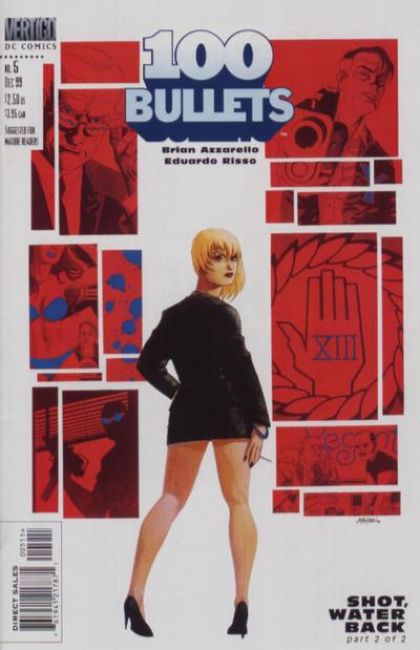 VERTIGO
DC COMICS
NO. 5
DEC 99
$2.50 US
$3.95 CAN
SUGGESTED FOR
MATURE READERS
100
BULLETS
Brian Azzarello
Eduardo Risso
XIII
SHOT,
WATER
BACK
part 2 of 2
DIRECT SALES
00511